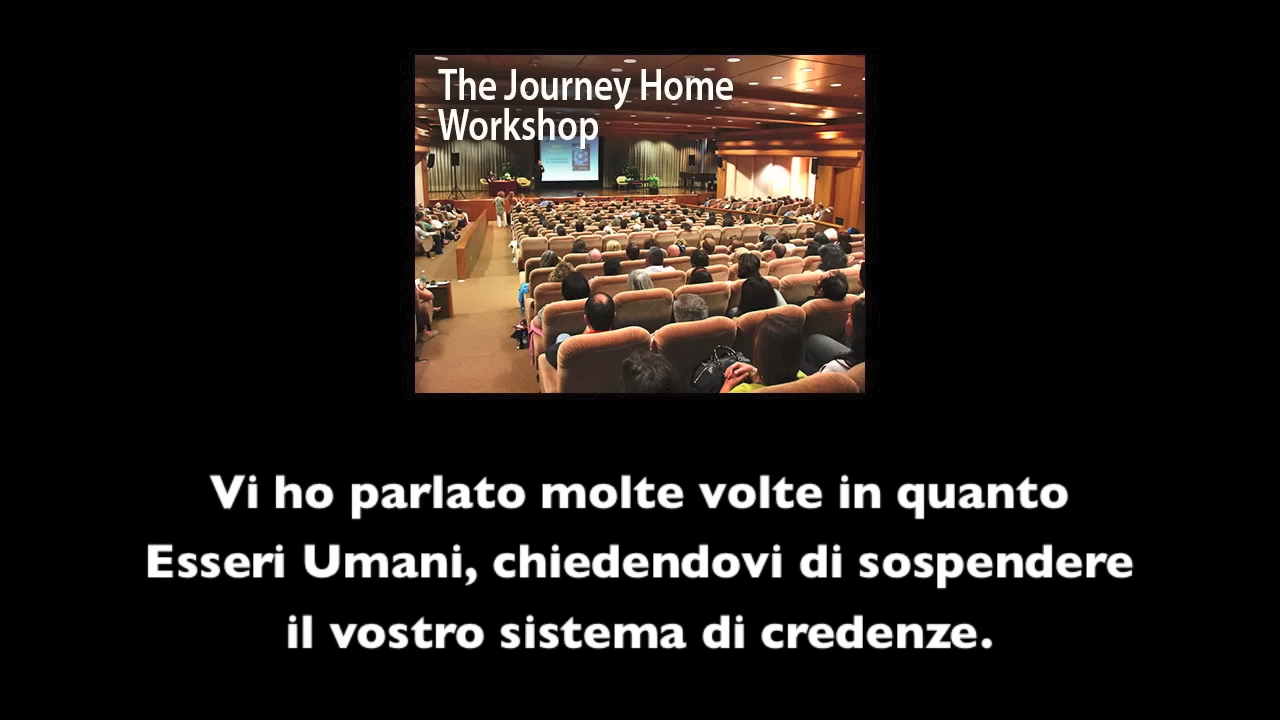 The Journey Home
Workshop
Vi ho parlato molte volte in quanto
Esseri Umani, chiedendovi di sospendere
il vostro sistema di credenze.